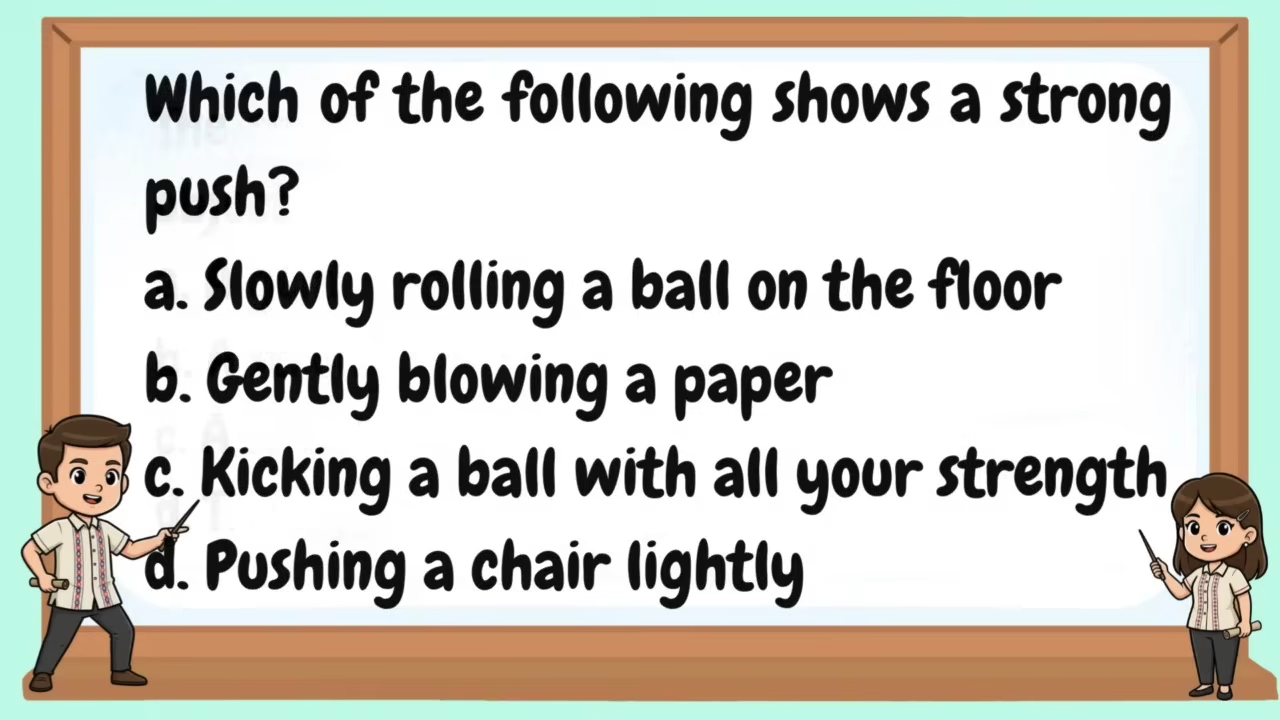 Which of the following shows a strong
push?
a. Slowly rolling a ball on the floor
b. Gently blowing a paper
c. Kicking a ball with all your strength
d. Pushing a chair lightly